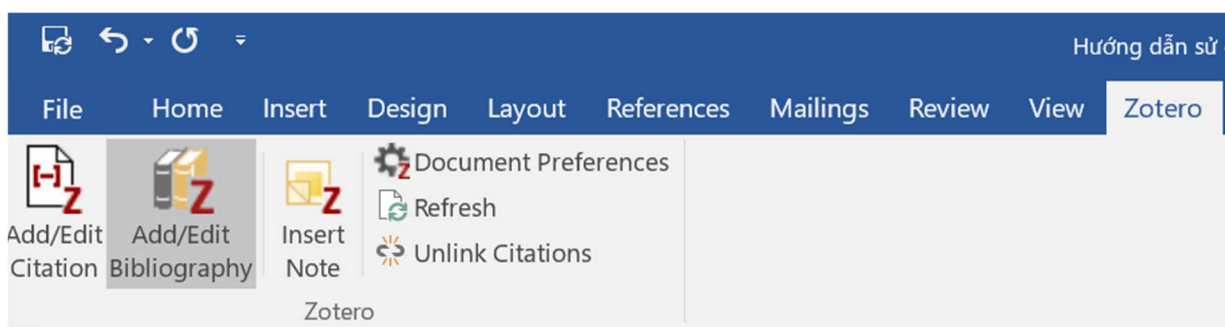 Hướng dẫn sử
File Home Insert Design Layout References Mailings Review View Zotero
Add/Edit Citation
Add/Edit Bibliography
Insert Note
Document Preferences
Refresh
Unlink Citations
Zotero